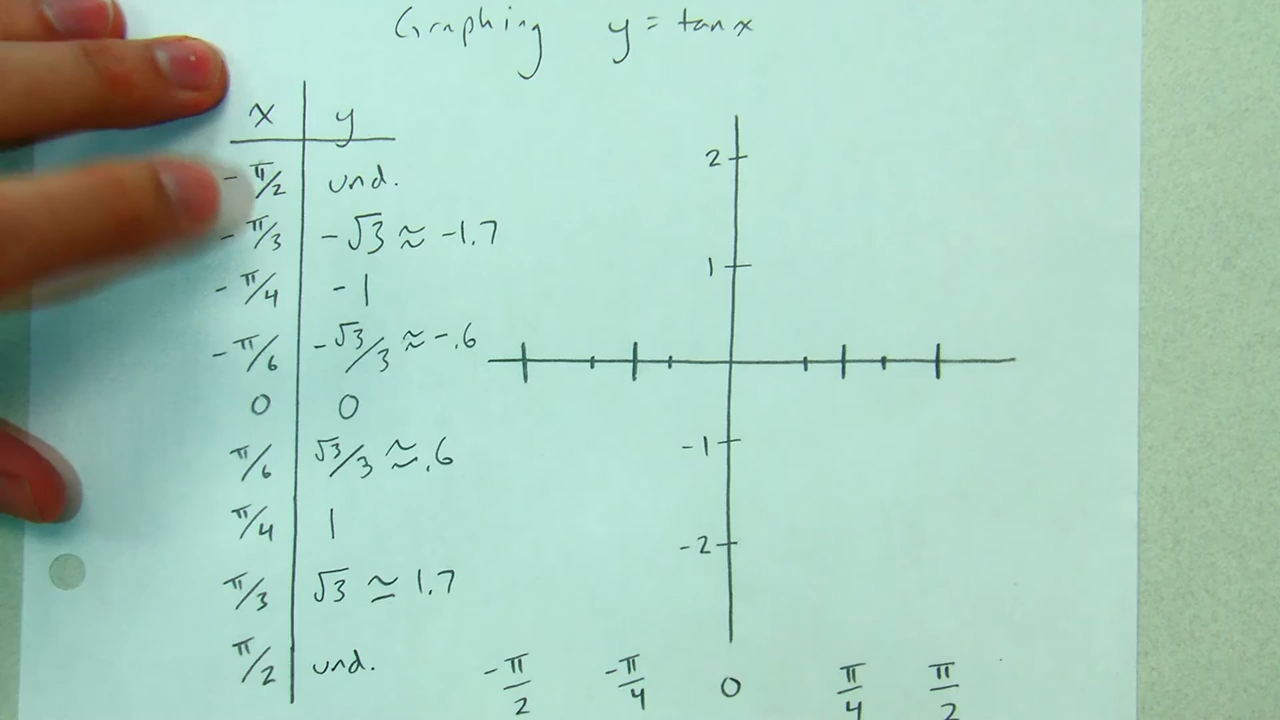 Graphing y = tanx
x y
-π/2 und.
-π/3 -√3 ≈ -1.7
-π/4 -1
-π/6 -√3/3 ≈ -.6
0 0
π/6 √3/3 ≈ .6
π/4 1
π/3 √3 ≃ 1.7
π/2 und.
2
1
-1
-2
-π/2 -π/4 0 π/4 π/2